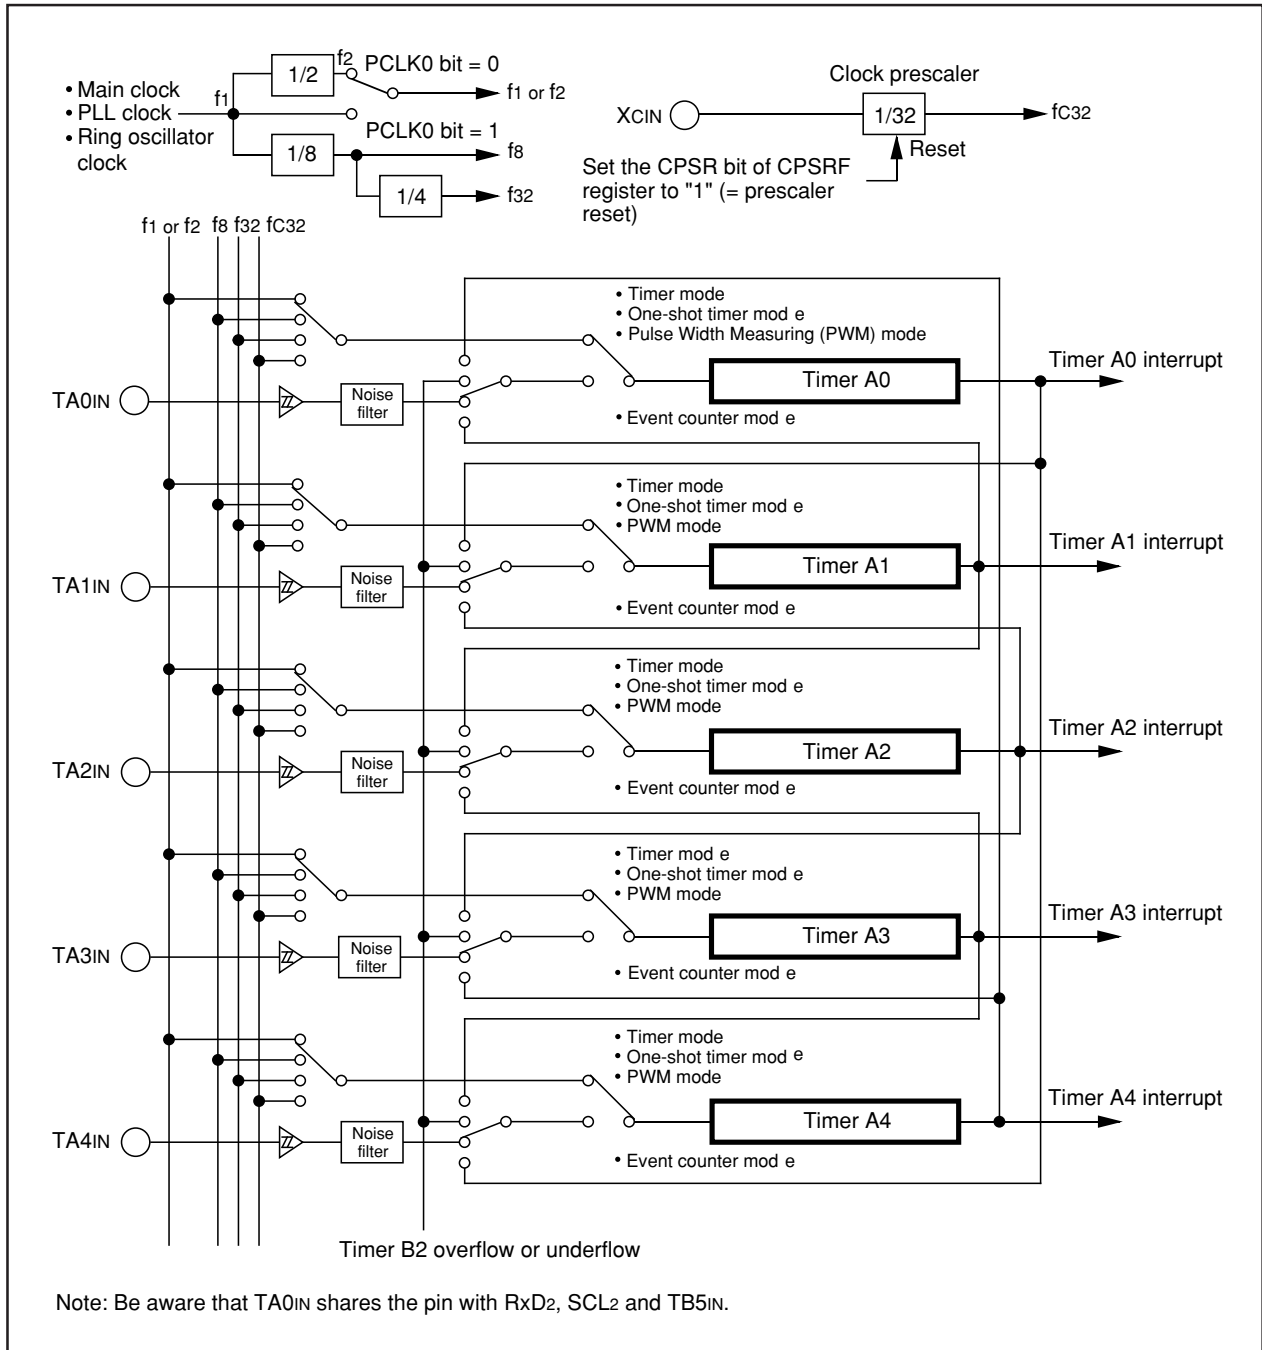 f2 PCLK0 bit = 0
1/2
• Main clock
• PLL clock
• Ring oscillator
clock
f1
f1 or f2
PCLK0 bit = 1
1/8
f8
1/4
f32
Clock prescaler
XCIN
1/32
fC32
Reset
Set the CPSR bit of CPSRF
register to "1" (= prescaler
reset)
f1 or f2 f8 f32 fC32
• Timer mode
• One-shot timer mod e
• Pulse Width Measuring (PWM) mode
TA0IN
Noise
filter
Timer A0
Timer A0 interrupt
• Event counter mod e
• Timer mode
• One-shot timer mod e
• PWM mode
TA1IN
Noise
filter
Timer A1
Timer A1 interrupt
• Event counter mod e
• Timer mode
• One-shot timer mod e
• PWM mode
TA2IN
Noise
filter
Timer A2
Timer A2 interrupt
• Event counter mod e
• Timer mod e
• One-shot timer mod e
• PWM mode
TA3IN
Noise
filter
Timer A3
Timer A3 interrupt
• Event counter mod e
• Timer mode
• One-shot timer mod e
• PWM mode
TA4IN
Noise
filter
Timer A4
Timer A4 interrupt
• Event counter mod e
Timer B2 overflow or underflow
Note: Be aware that TA0IN shares the pin with RxD2, SCL2 and TB5IN.